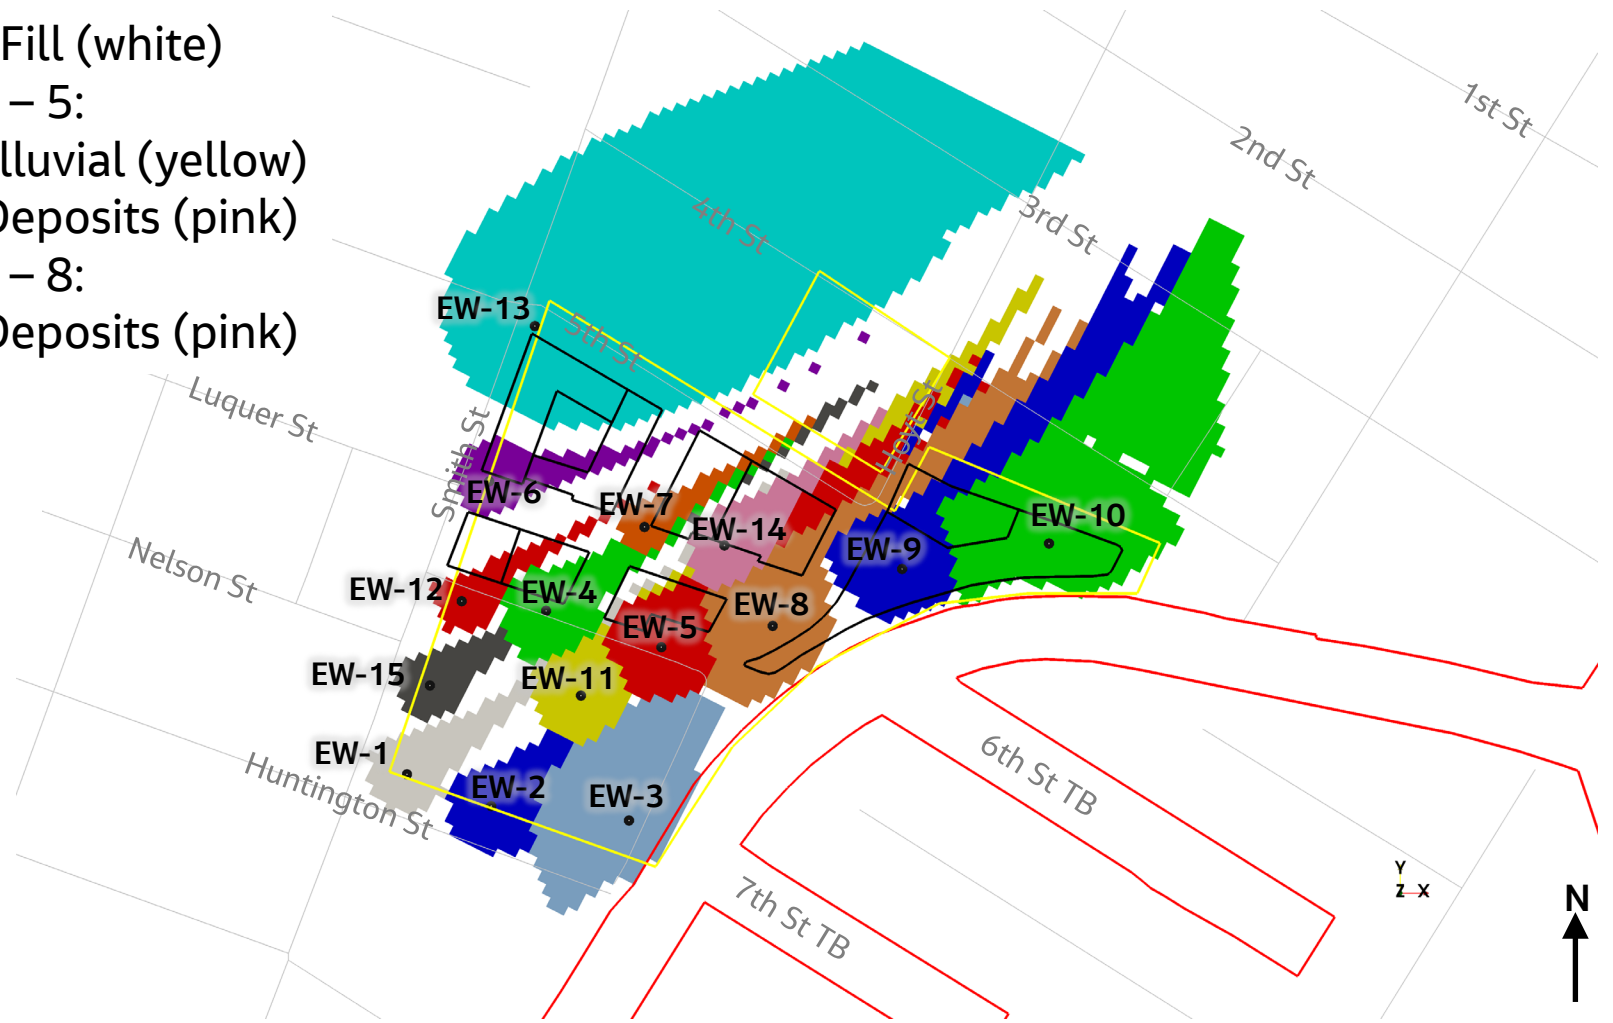 Fill (white)
– 5:
lluvial (yellow)
Deposits (pink)
– 8:
Deposits (pink)
1st St
2nd St
3rd St
4th St
5th St
EW-13
Luquer St
Smith St
Hoyt St
EW-6
EW-7
EW-14
EW-10
EW-9
Nelson St
EW-12
EW-4
EW-8
EW-5
EW-15
EW-11
EW-1
EW-2
EW-3
Huntington St
6th St TB
7th St TB
Y
Z X
N